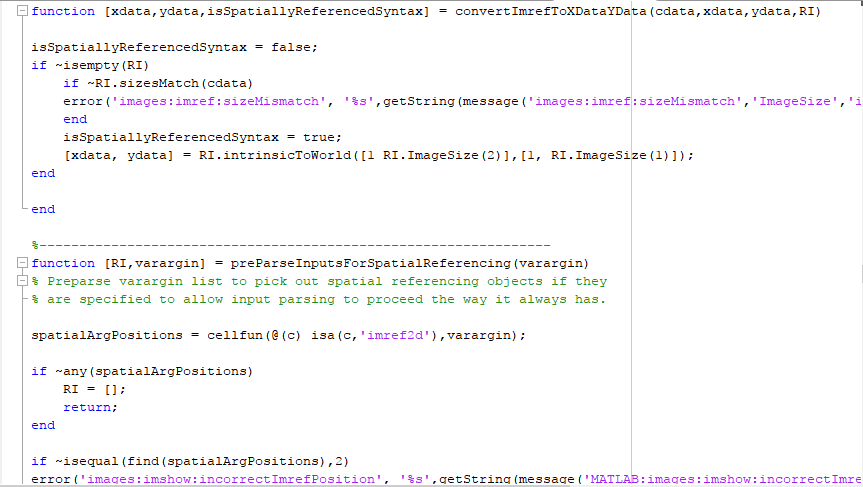 function [xdata,ydata,isSpatiallyReferencedSyntax] = convertImrefToXDataYData(cdata,xdata,ydata,RI)
isSpatiallyReferencedSyntax = false;
if ~isempty(RI)
if ~RI.sizesMatch(cdata)
error('images:imref:sizeMismatch', '%s',getString(message('images:imref:sizeMismatch','ImageSize','i
end
isSpatiallyReferencedSyntax = true;
[xdata, ydata] = RI.intrinsicToWorld([1 RI.ImageSize(2)],[1, RI.ImageSize(1)]);
end
end
%----------------------------------------------------------------
function [RI,varargin] = preParseInputsForSpatialReferencing(varargin)
% Preparse varargin list to pick out spatial referencing objects if they
% are specified to allow input parsing to proceed the way it always has.
spatialArgPositions = cellfun(@(c) isa(c,'imref2d'),varargin);
if ~any(spatialArgPositions)
RI = [];
return;
end
if ~isequal(find(spatialArgPositions),2)
error('images:imshow:incorrectImrefPosition', '%s',getString(message('MATLAB:images:imshow:incorrectImre